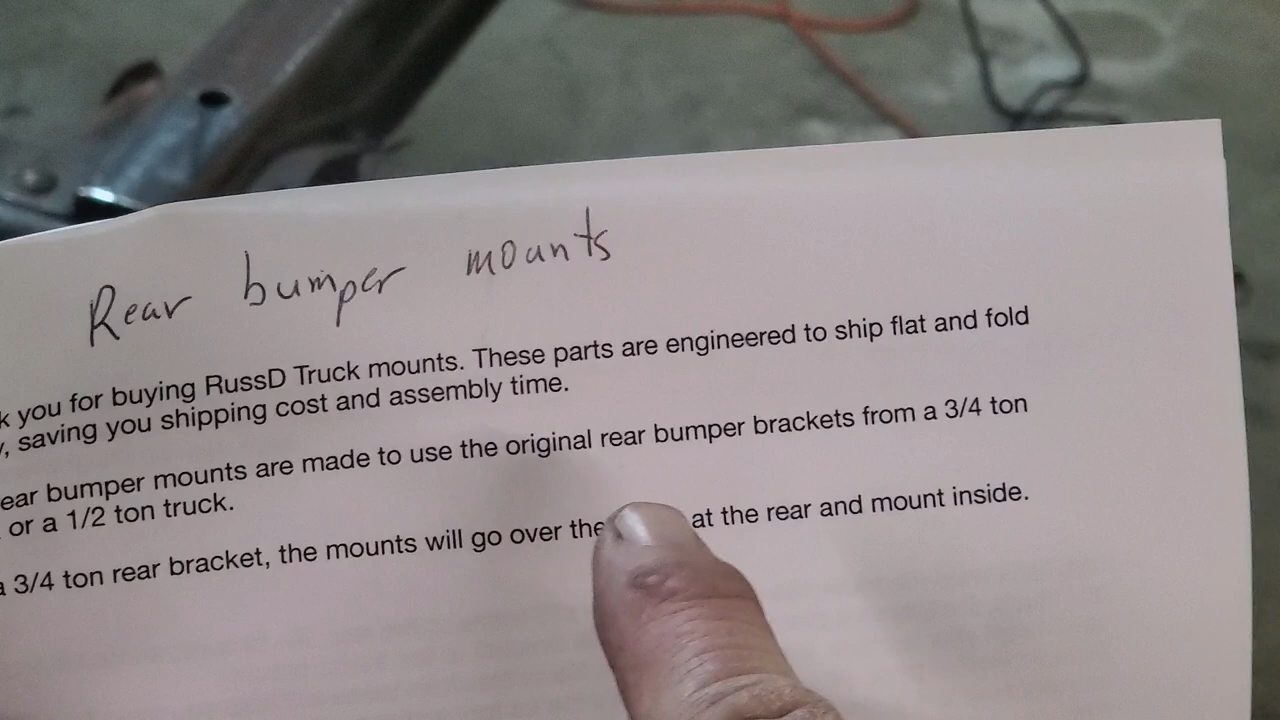 Rear bumper mounts
k you for buying RussD Truck mounts. These parts are engineered to ship flat and fold
, saving you shipping cost and assembly time.
ear bumper mounts are made to use the original rear bumper brackets from a 3/4 ton
or a 1/2 ton truck.
a 3/4 ton rear bracket, the mounts will go over the at the rear and mount inside.